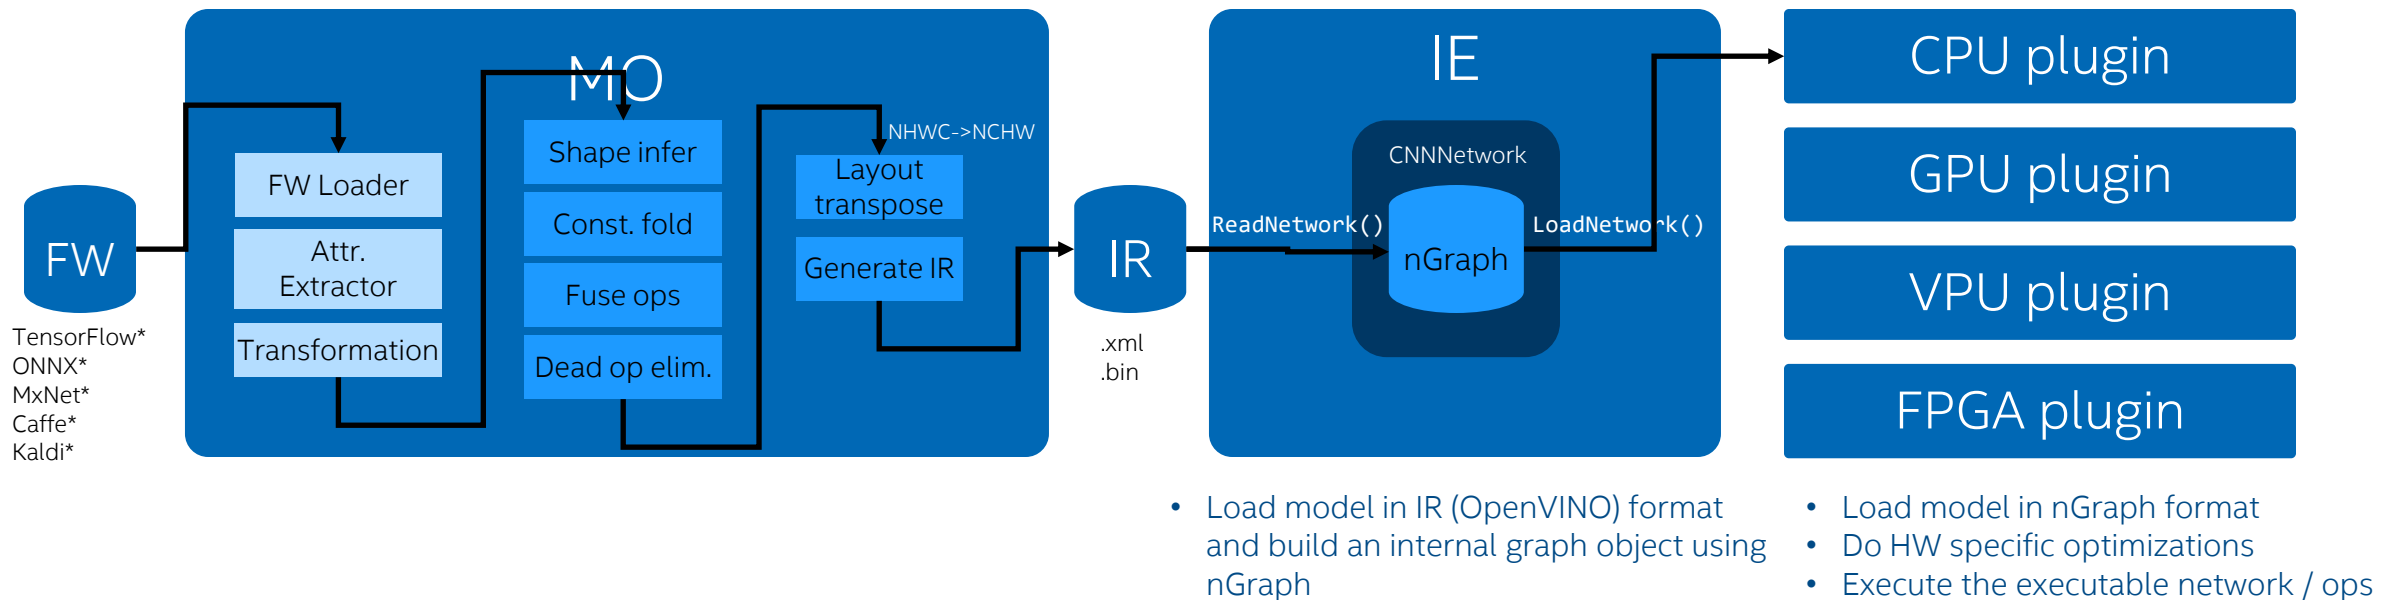 FW
TensorFlow*
ONNX*
MxNet*
Caffe*
Kaldi*
MO
FW Loader
Attr.
Extractor
Transformation
Shape infer
Const. fold
Fuse ops
Dead op elim.
NHWC->NCHW
Layout
transpose
Generate IR
IR
.xml
.bin
IE
ReadNetwork()
CNNNetwork
nGraph
LoadNetwork()
CPU plugin
GPU plugin
VPU plugin
FPGA plugin
• Load model in IR (OpenVINO) format
and build an internal graph object using
nGraph
• Load model in nGraph format
• Do HW specific optimizations
• Execute the executable network / ops